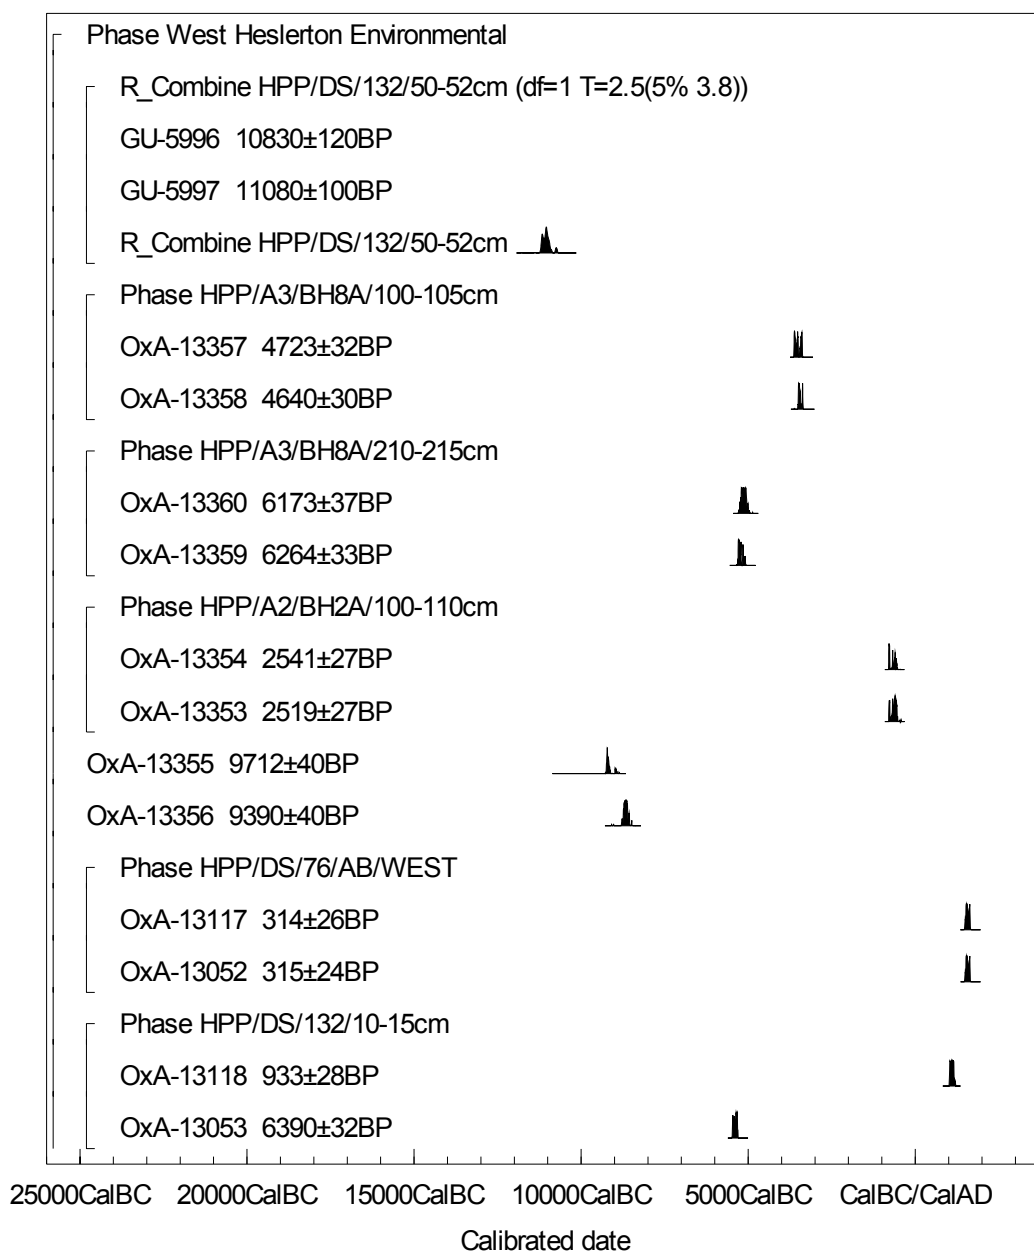 Phase West Heslerton Environmental
R_Combine HPP/DS/132/50-52cm (df=1 T=2.5(5% 3.8))
GU-5996 10830±120BP
GU-5997 11080±100BP
R_Combine HPP/DS/132/50-52cm
Phase HPP/A3/BH8A/100-105cm
OxA-13357 4723±32BP
OxA-13358 4640±30BP
Phase HPP/A3/BH8A/210-215cm
OxA-13360 6173±37BP
OxA-13359 6264±33BP
Phase HPP/A2/BH2A/100-110cm
OxA-13354 2541±27BP
OxA-13353 2519±27BP
OxA-13355 9712±40BP
OxA-13356 9390±40BP
Phase HPP/DS/76/AB/WEST
OxA-13117 314±26BP
OxA-13052 315±24BP
Phase HPP/DS/132/10-15cm
OxA-13118 933±28BP
OxA-13053 6390±32BP
25000CalBC 20000CalBC 15000CalBC 10000CalBC 5000CalBC CalBC/CalAD
Calibrated date